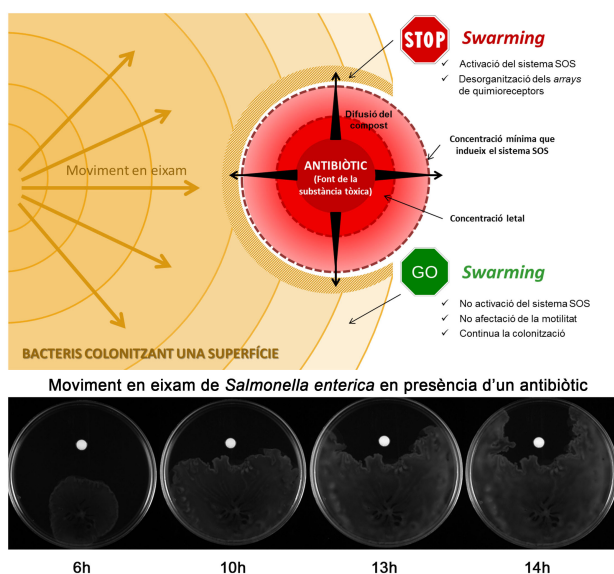 STOP
Swarming
✓ Activació del sistema SOS
✓ Desorganització dels arrays
de quimioreceptors
Difusió del
compost
Concentració mínima que
indueix el sistema SOS
Moviment en eixam
ANTIBIÒTIC
(Font de la
substància tòxica)
Concentració letal
GO
Swarming
✓ No activació del sistema SOS
✓ No afectació de la motilitat
✓ Continua la colonització
BACTERIS COLONITZANT UNA SUPERFÍCIE
Moviment en eixam de Salmonella enterica en presència d'un antibiòtic
6h
10h
13h
14h